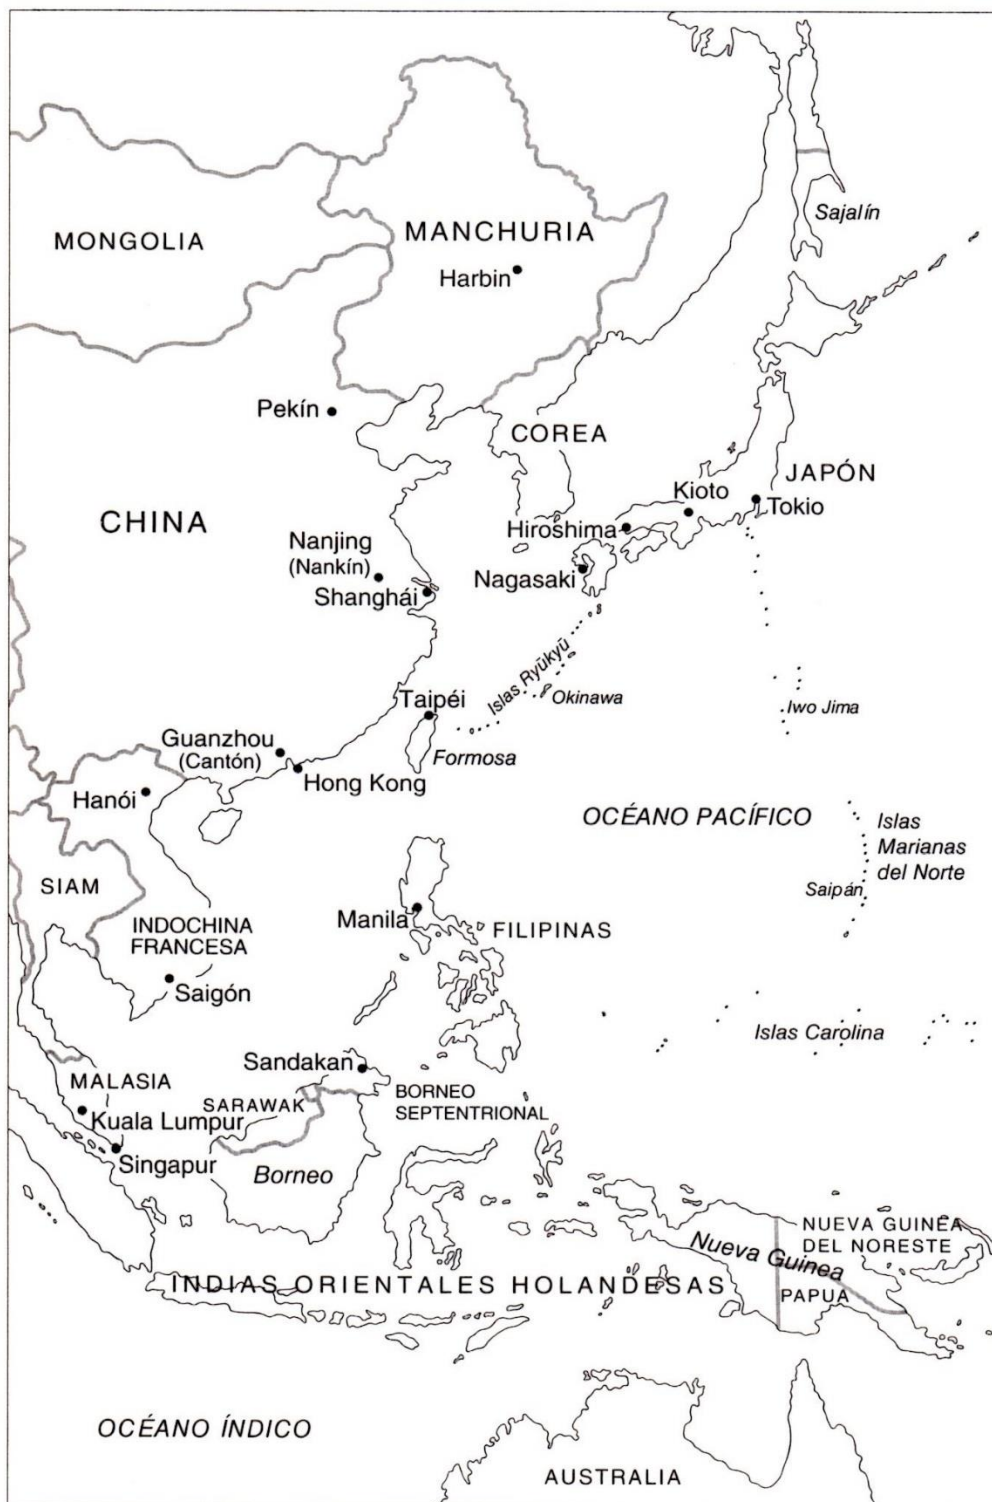 Sajalín
MONGOLIA
MANCHURIA
Harbin
Pekín
COREA
JAPÓN
Kioto
Tokio
CHINA
Hiroshima
Nanjing
(Nankín)
Nagasaki
Shanghái
Islas Ryūkyū
Okinawa
Taipéi
Iwo Jima
Guanzhou
(Cantón)
Formosa
Hong Kong
Hanói
OCÉANO PACÍFICO
Islas
Marianas
del Norte
SIAM
Saipán
Manila
FILIPINAS
INDOCHINA
FRANCESA
Saigón
Islas Carolina
Sandakan
MALASIA
BORNEO
SEPTENTRIONAL
SARAWAK
Kuala Lumpur
Singapur
Borneo
NUEVA GUINEA
DEL NORESTE
Nueva Guinea
INDIAS ORIENTALES HOLANDESAS
PAPUA
OCÉANO ÍNDICO
AUSTRALIA